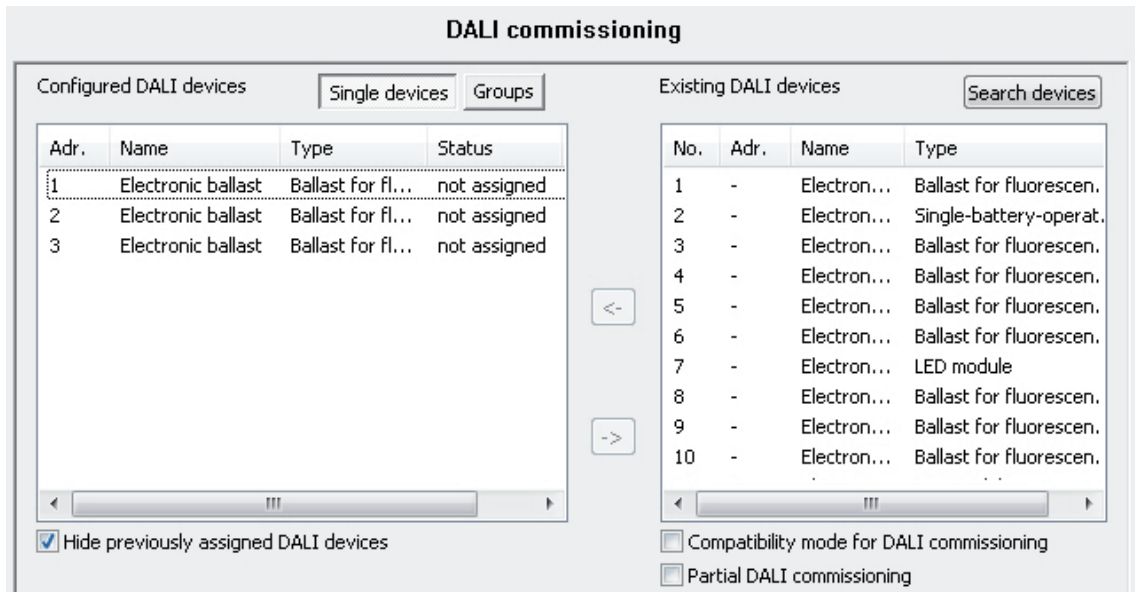 DALI commissioning
Configured DALI devices Single devices Groups
Adr. Name Type Status
1 Electronic ballast Ballast for fl... not assigned
2 Electronic ballast Ballast for fl... not assigned
3 Electronic ballast Ballast for fl... not assigned
Hide previously assigned DALI devices
<-
->
Existing DALI devices Search devices
No. Adr. Name Type
1 - Electron... Ballast for fluorescen.
2 - Electron... Single-battery-operat.
3 - Electron... Ballast for fluorescen.
4 - Electron... Ballast for fluorescen.
5 - Electron... Ballast for fluorescen.
6 - Electron... Ballast for fluorescen.
7 - Electron... LED module
8 - Electron... Ballast for fluorescen.
9 - Electron... Ballast for fluorescen.
10 - Electron... Ballast for fluorescen.
Compatibility mode for DALI commissioning
Partial DALI commissioning